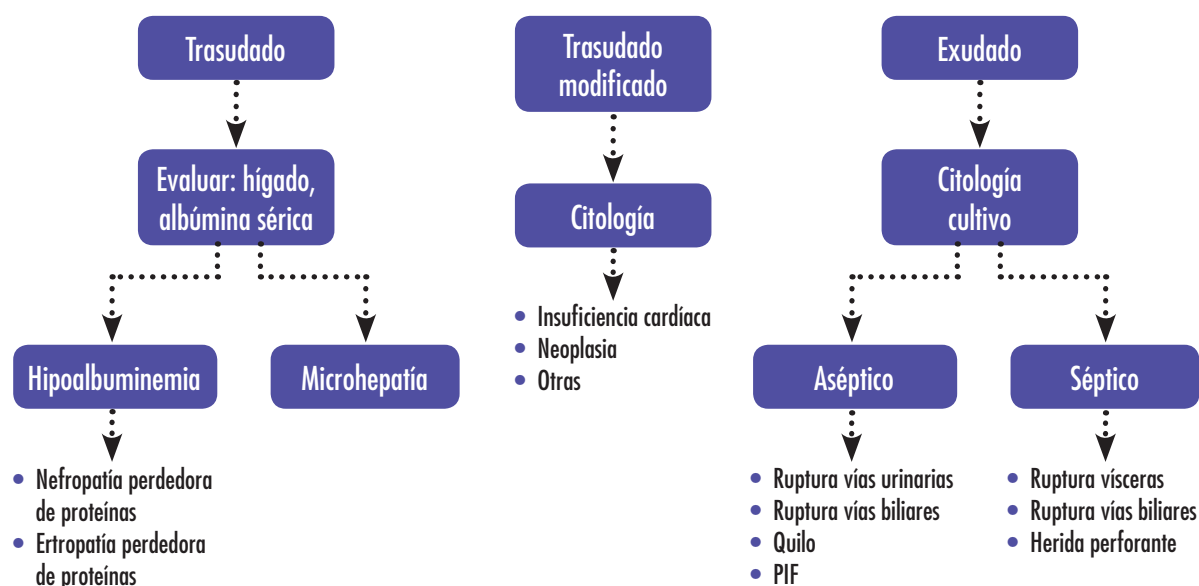 Trasudado
Evaluar: hígado,
albúmina sérica
Hipoalbuminemia
Microhepatía
• Nefropatía perdedora
de proteínas
• Ertropatía perdedora
de proteínas
Trasudado
modificado
Citología
• Insuficiencia cardíaca
• Neoplasia
• Otras
Exudado
Citología
cultivo
Aséptico
Séptico
• Ruptura vías urinarias
• Ruptura vías biliares
• Quilo
• PIF
• Ruptura vísceras
• Ruptura vías biliares
• Herida perforante